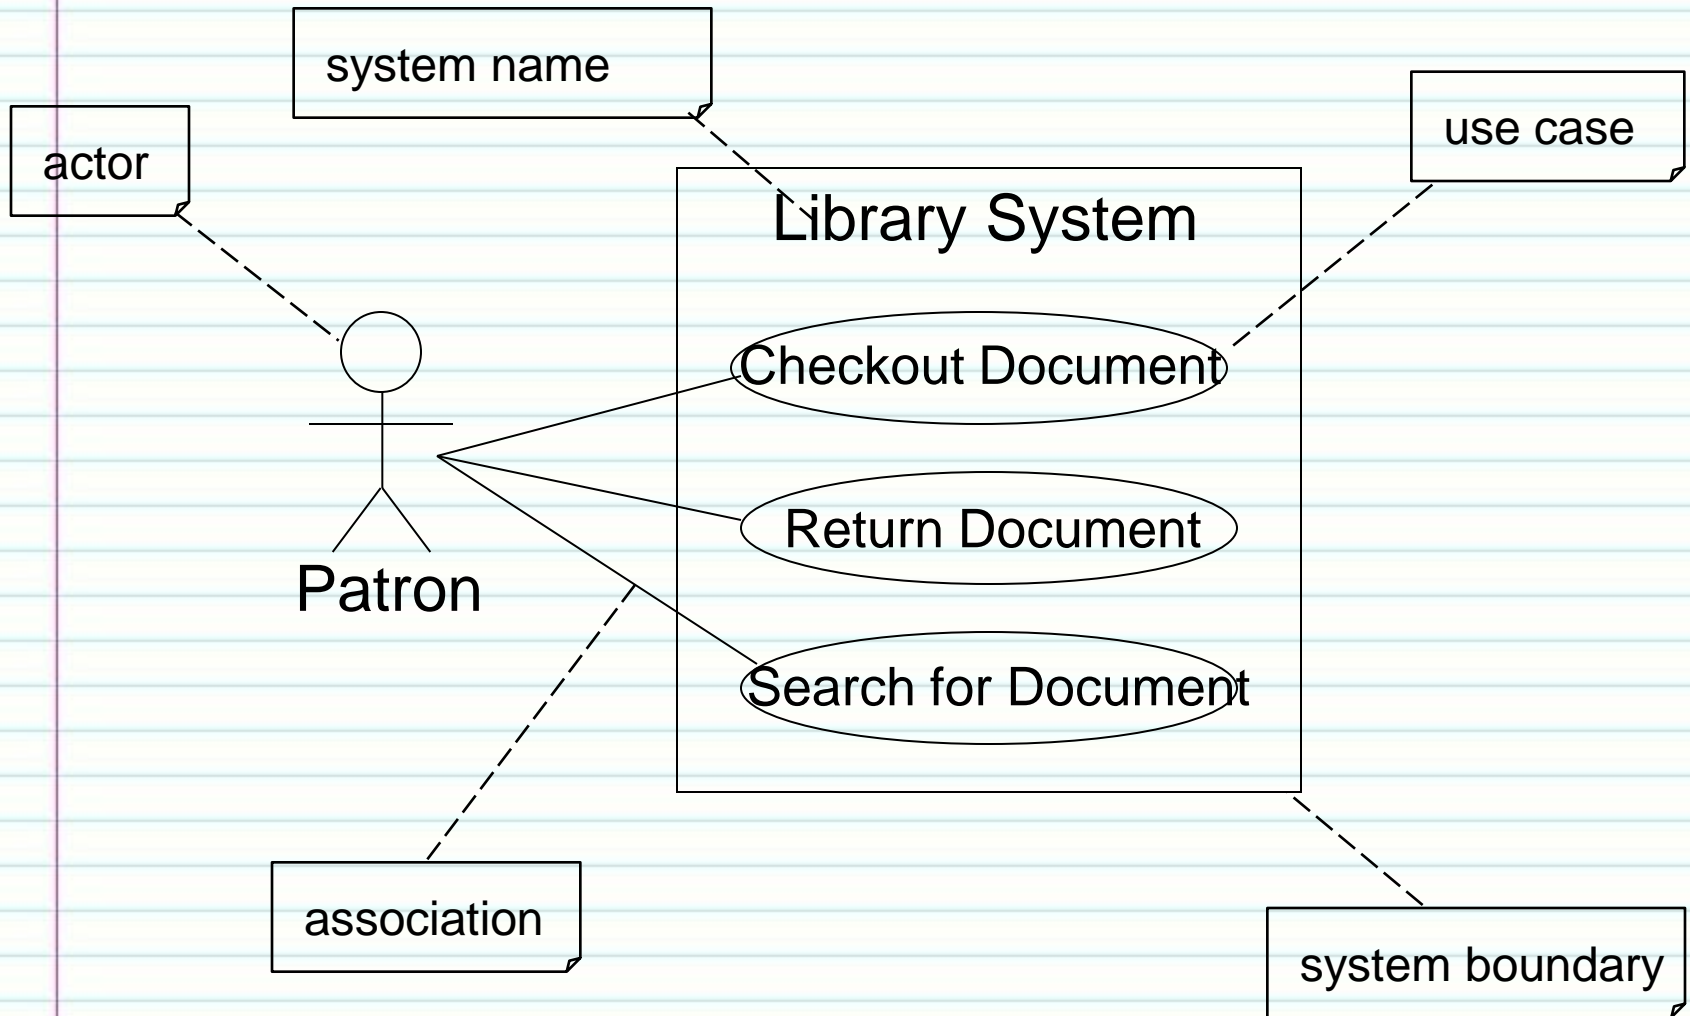 system name
use case
actor
Library System
Checkout Document
Return Document
Patron
Search for Document
association
system boundary